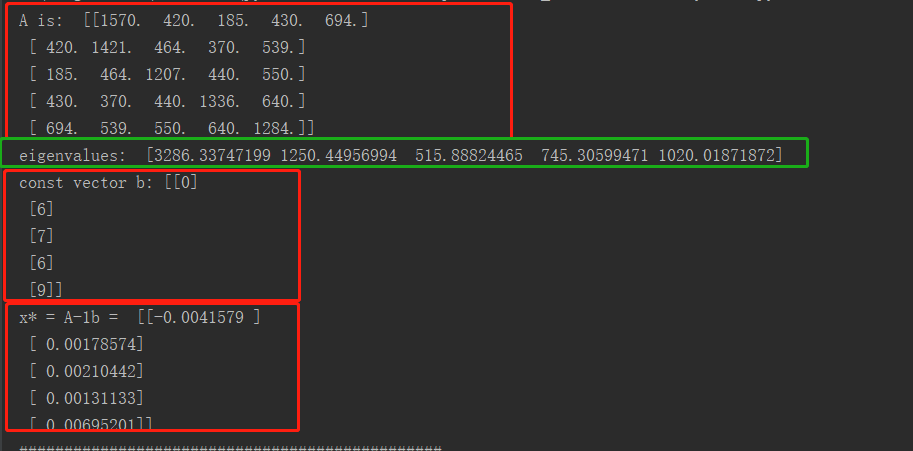 A is:  [[1570.  420.  185.  430.  694.]
 [ 420. 1421.  464.  370.  539.]
 [ 185.  464. 1207.  440.  550.]
 [ 430.  370.  440. 1336.  640.]
 [ 694.  539.  550.  640. 1284.]]
eigenvalues:  [3286.33747199 1250.44956994  515.88824465  745.30599471 1020.01871872]
const vector b: [[0]
 [6]
 [7]
 [6]
 [9]]
x* = A-1b =  [[-0.0041579 ]
 [ 0.00178574]
 [ 0.00210442]
 [ 0.00131133]
 [ 0.00695201]]
###############################################